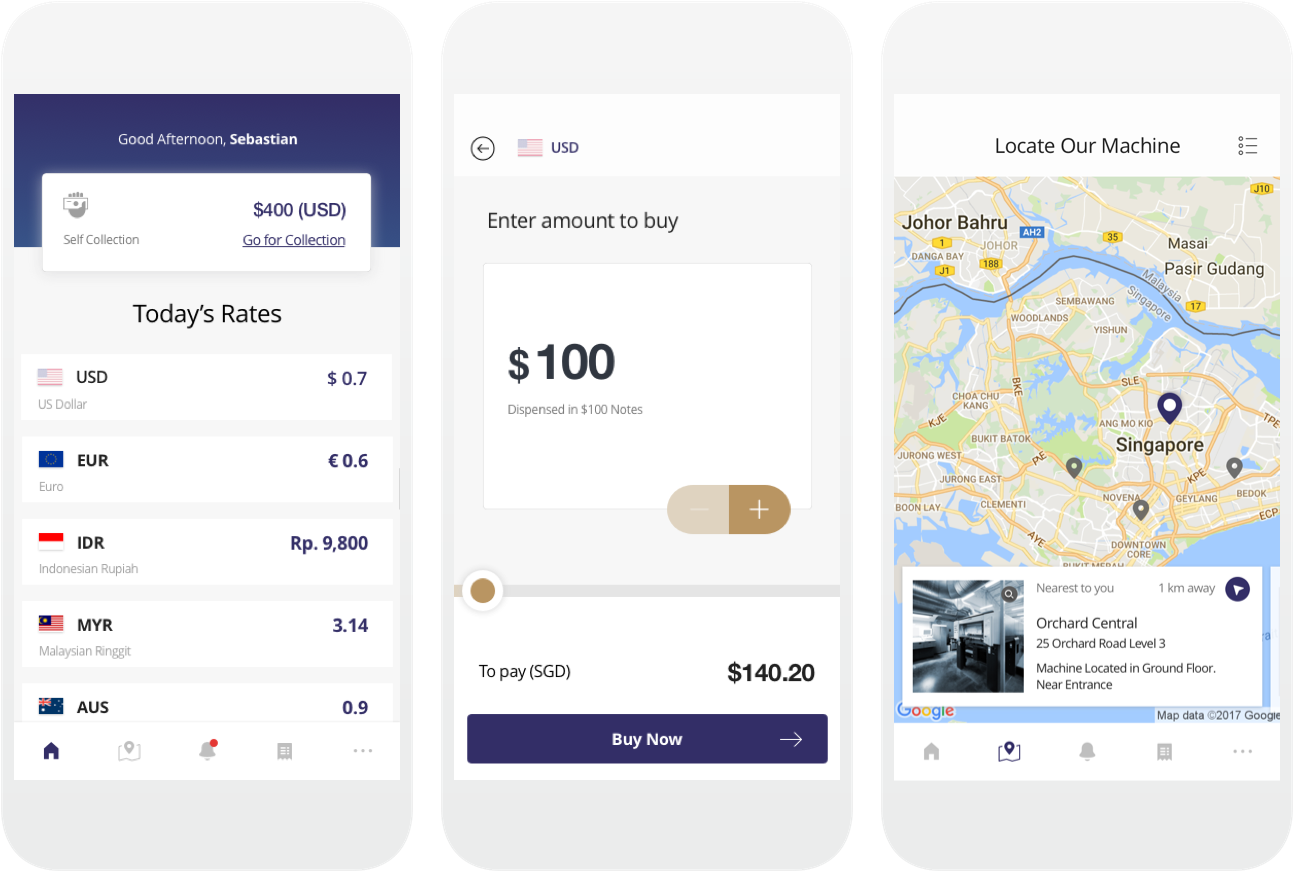 Good Afternoon, Sebastian
$400 (USD)
Self Collection
Go for Collection
Today's Rates
USD
$ 0.7
US Dollar
EUR
€ 0.6
Euro
IDR
Rp. 9,800
Indonesian Rupiah
MYR
3.14
Malaysian Ringgit
AUS
0.9
USD
Enter amount to buy
$ 100
Dispensed in $100 Notes
To pay (SGD)
$140.20
Buy Now
Locate Our Machine
J10
Johor Bahru
AH2
1
JOHOR
35
Masai
DANGA BAY
188
J1
Pasir Gudang
Malaysia
Singapore
SEMBAWANG
17
WOODLANDS
YISHUN
BKE
SLE
CHOA CHU
KANG
KJE
ANG MO KIO
TPE
BUKIT BATOK
Singapore
JURONG WEST
PIE
JURONG EAST
KPE
BEDOK
NOVENA
GEYLANG
BOON LAY
CLEMENTI
ECP
AYE
DOWNTOWN
CORE
BUKIT MERAH
Nearest to you
1 km away
Orchard Central
25 Orchard Road Level 3
Machine Located in Ground Floor.
Near Entrance
Google
Map data ©2017 Google